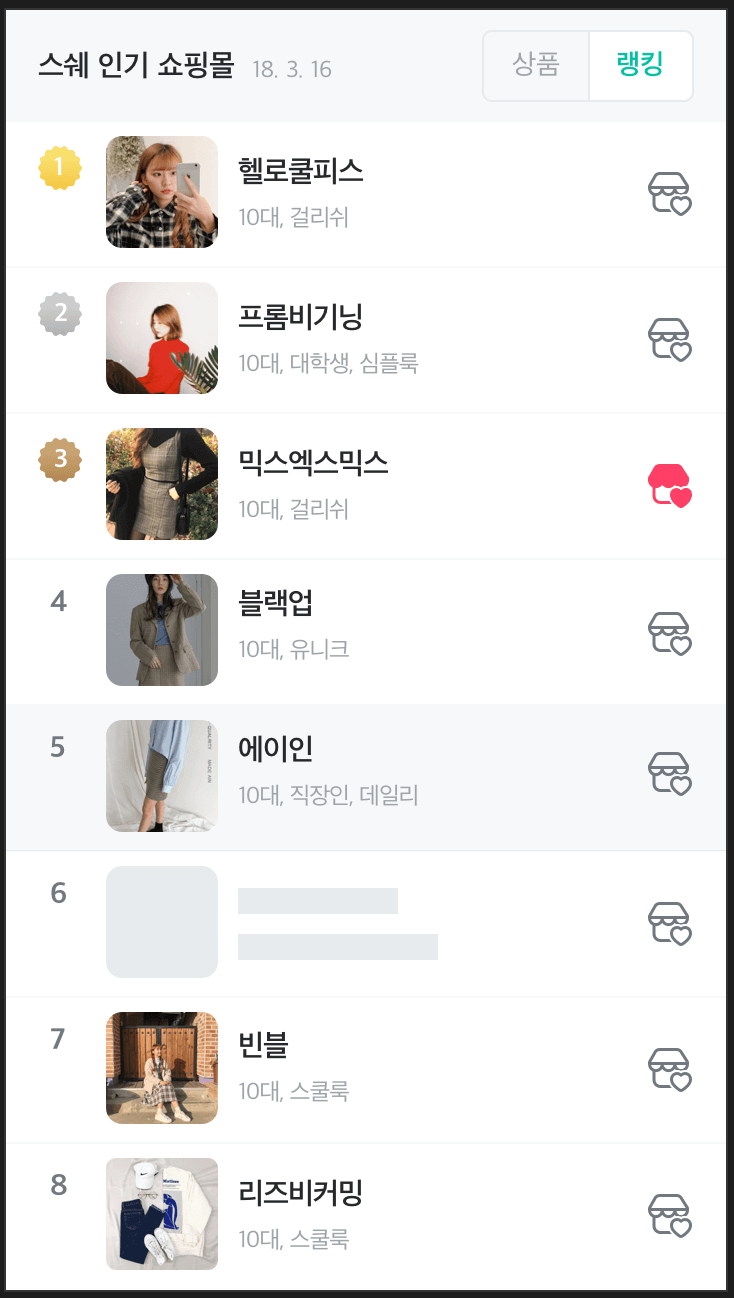 스쉐 인기 쇼핑몰 18. 3. 16 상품 랭킹
1
헬로쿨피스
10대, 걸리쉬
2
프롬비기닝
10대, 대학생, 심플룩
3
믹스엑스믹스
10대, 걸리쉬
4
블랙업
10대, 유니크
5
에이인
10대, 직장인, 데일리
6
7
빈블
10대, 스쿨룩
8
리즈비커밍
10대, 스쿨룩